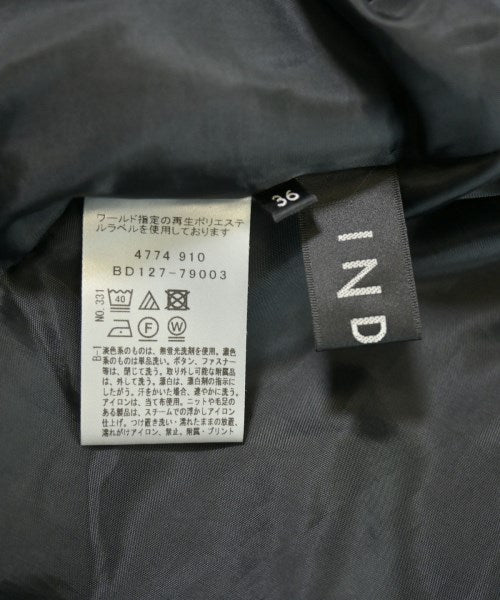 ワールド指定の再生ポリエステ
ルラベルを使用しております
4774 910
BD127-79003
NO.331
40
F W
B-1
淡色系のものは、無蛍光洗剤を使用。濃色
系のものは単品洗い。ボタン、ファスナー
等は、閉じて洗う。取り外し可能な附属品
は、外して洗う。漂白は、漂白剤の指示に
したがう。汗をかいた場合、速やかに洗う。
アイロンは、当て布使用。ニットや毛足の
ある製品は、スチームでの浮かしアイロン
仕上げ。つけ置き洗い・濡れたままの放置、
濡れがけアイロン、禁止。附属・プリント
36
IND